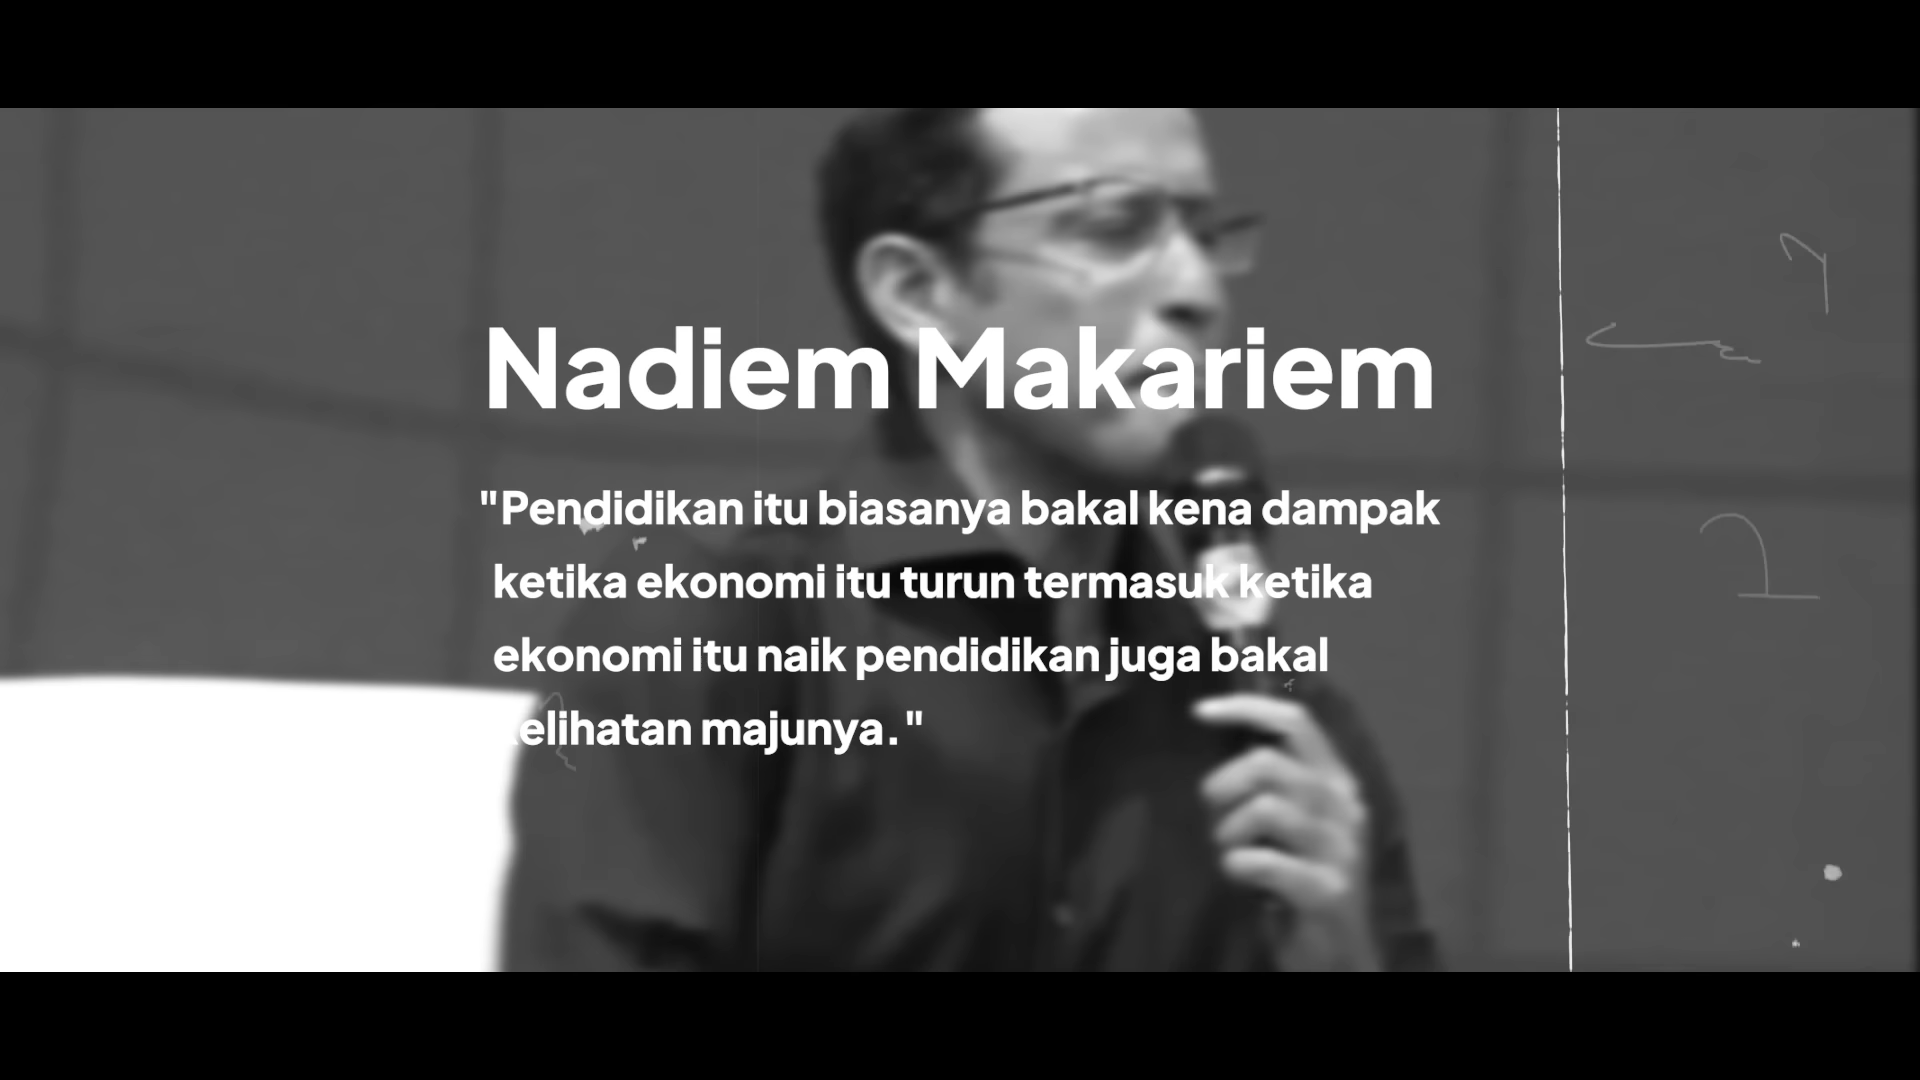 Nadiem Makariem
"Pendidikan itu biasanya bakal kena dampak
ketika ekonomi itu turun termasuk ketika
ekonomi itu naik pendidikan juga bakal
kelihatan majunya."